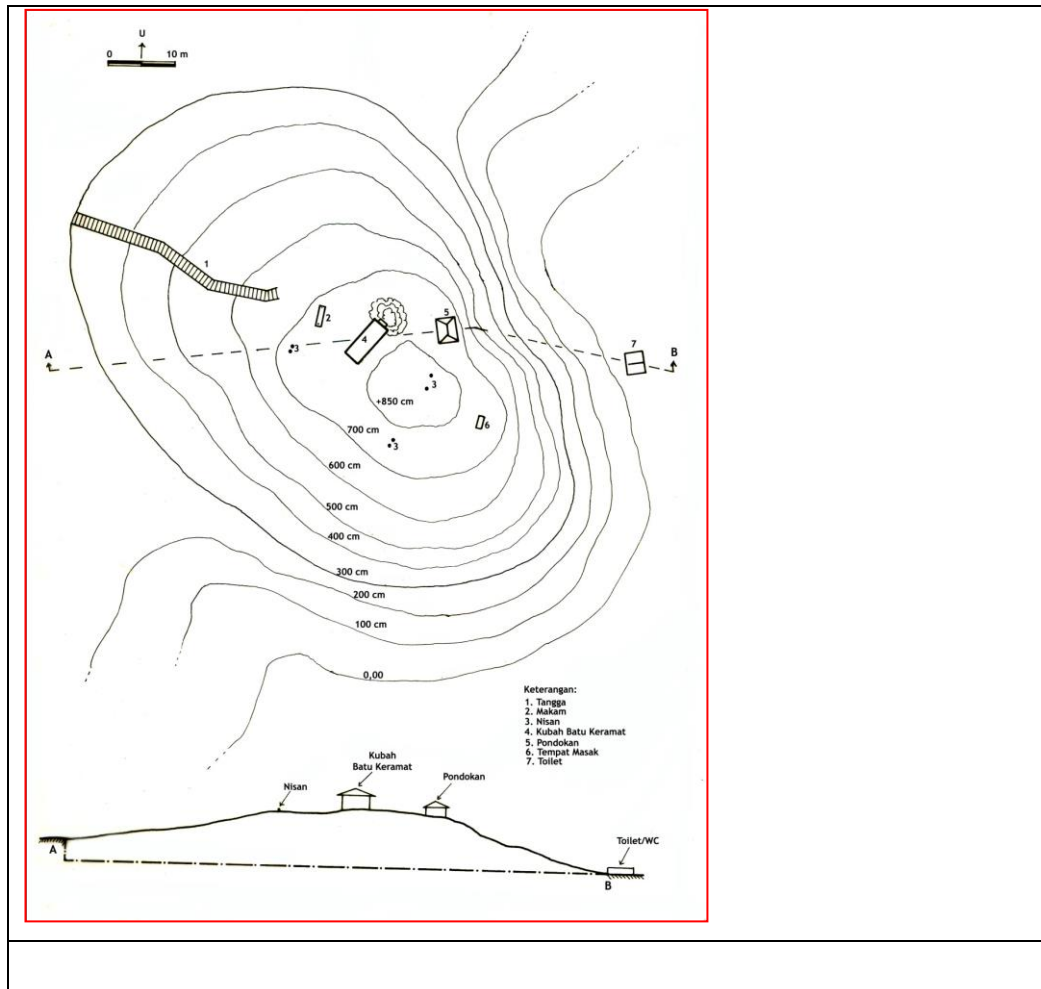 U
0 10 m
1
2
5
4
3
7
A
B
3
+850 cm
6
700 cm
3
600 cm
500 cm
400 cm
300 cm
200 cm
100 cm
0,00
Keterangan:
1. Tangga
2. Makam
3. Nisan
4. Kubah Batu Keramat
5. Pondokan
6. Tempat Masak
7. Toilet
Kubah
Batu Keramat
Nisan
Pondokan
Toilet/WC
A
B